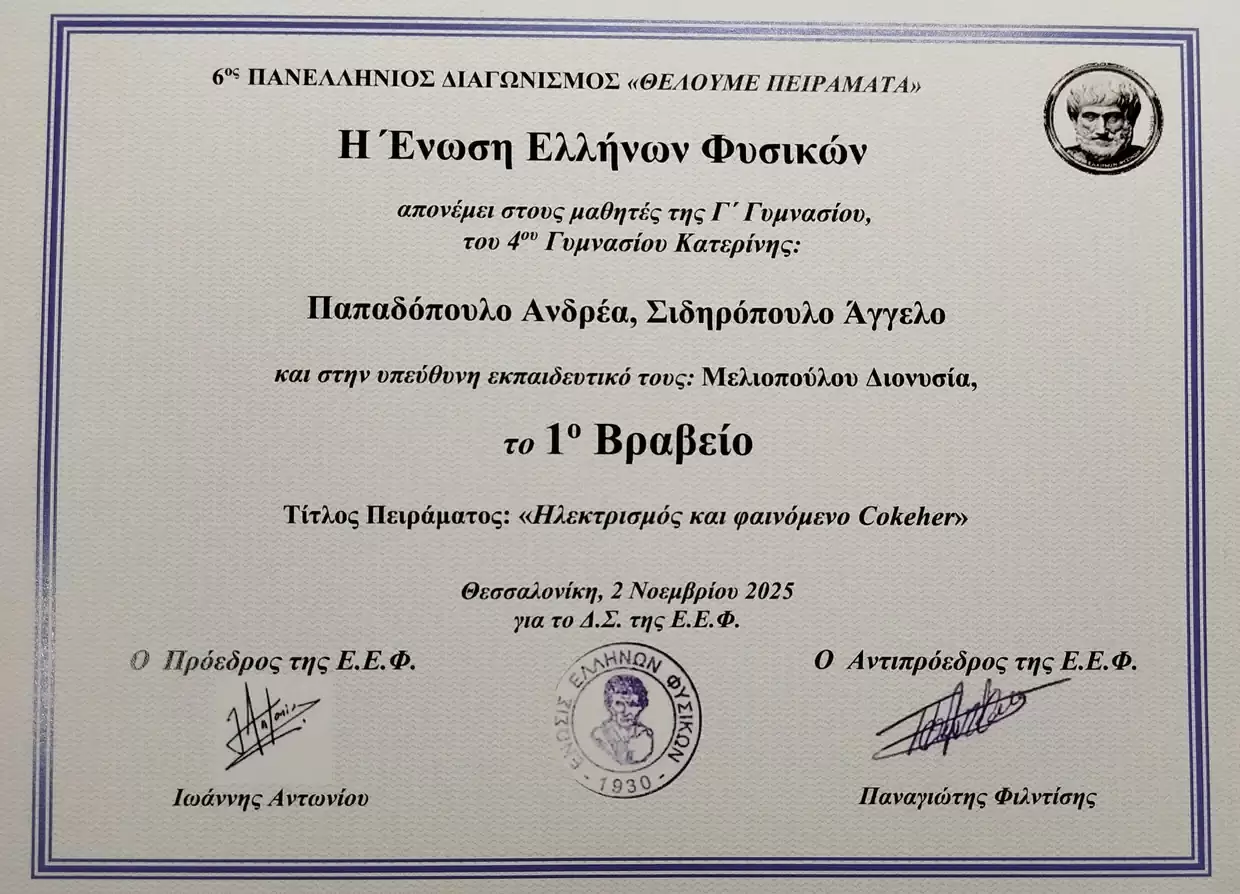 6ος ΠΑΝΕΛΛΗΝΙΟΣ ΔΙΑΓΩΝΙΣΜΟΣ «ΘΕΛΟΥΜΕ ΠΕΙΡΑΜΑΤΑ»
Η Ένωση Ελλήνων Φυσικών
απονέμει στους μαθητές της Γ΄ Γυμνασίου,
του 4ου Γυμνασίου Κατερίνης:
Παπαδόπουλο Ανδρέα, Σιδηρόπουλο Άγγελο
και στην υπεύθυνη εκπαιδευτικό τους: Μελιοπούλου Διονυσία,
το 1ο Βραβείο
Τίτλος Πειράματος: «Ηλεκτρισμός και φαινόμενο Cokeher»
Θεσσαλονίκη, 2 Νοεμβρίου 2025
για το Δ.Σ. της Ε.Ε.Φ.
Ο Πρόεδρος της Ε.Ε.Φ.
Ο Αντιπρόεδρος της Ε.Ε.Φ.
ΕΝΩΣΙΣ ΕΛΛΗΝΩΝ ΦΥΣΙΚΩΝ
- 1930 -
Ιωάννης Αντωνίου
Παναγιώτης Φιλντίσης